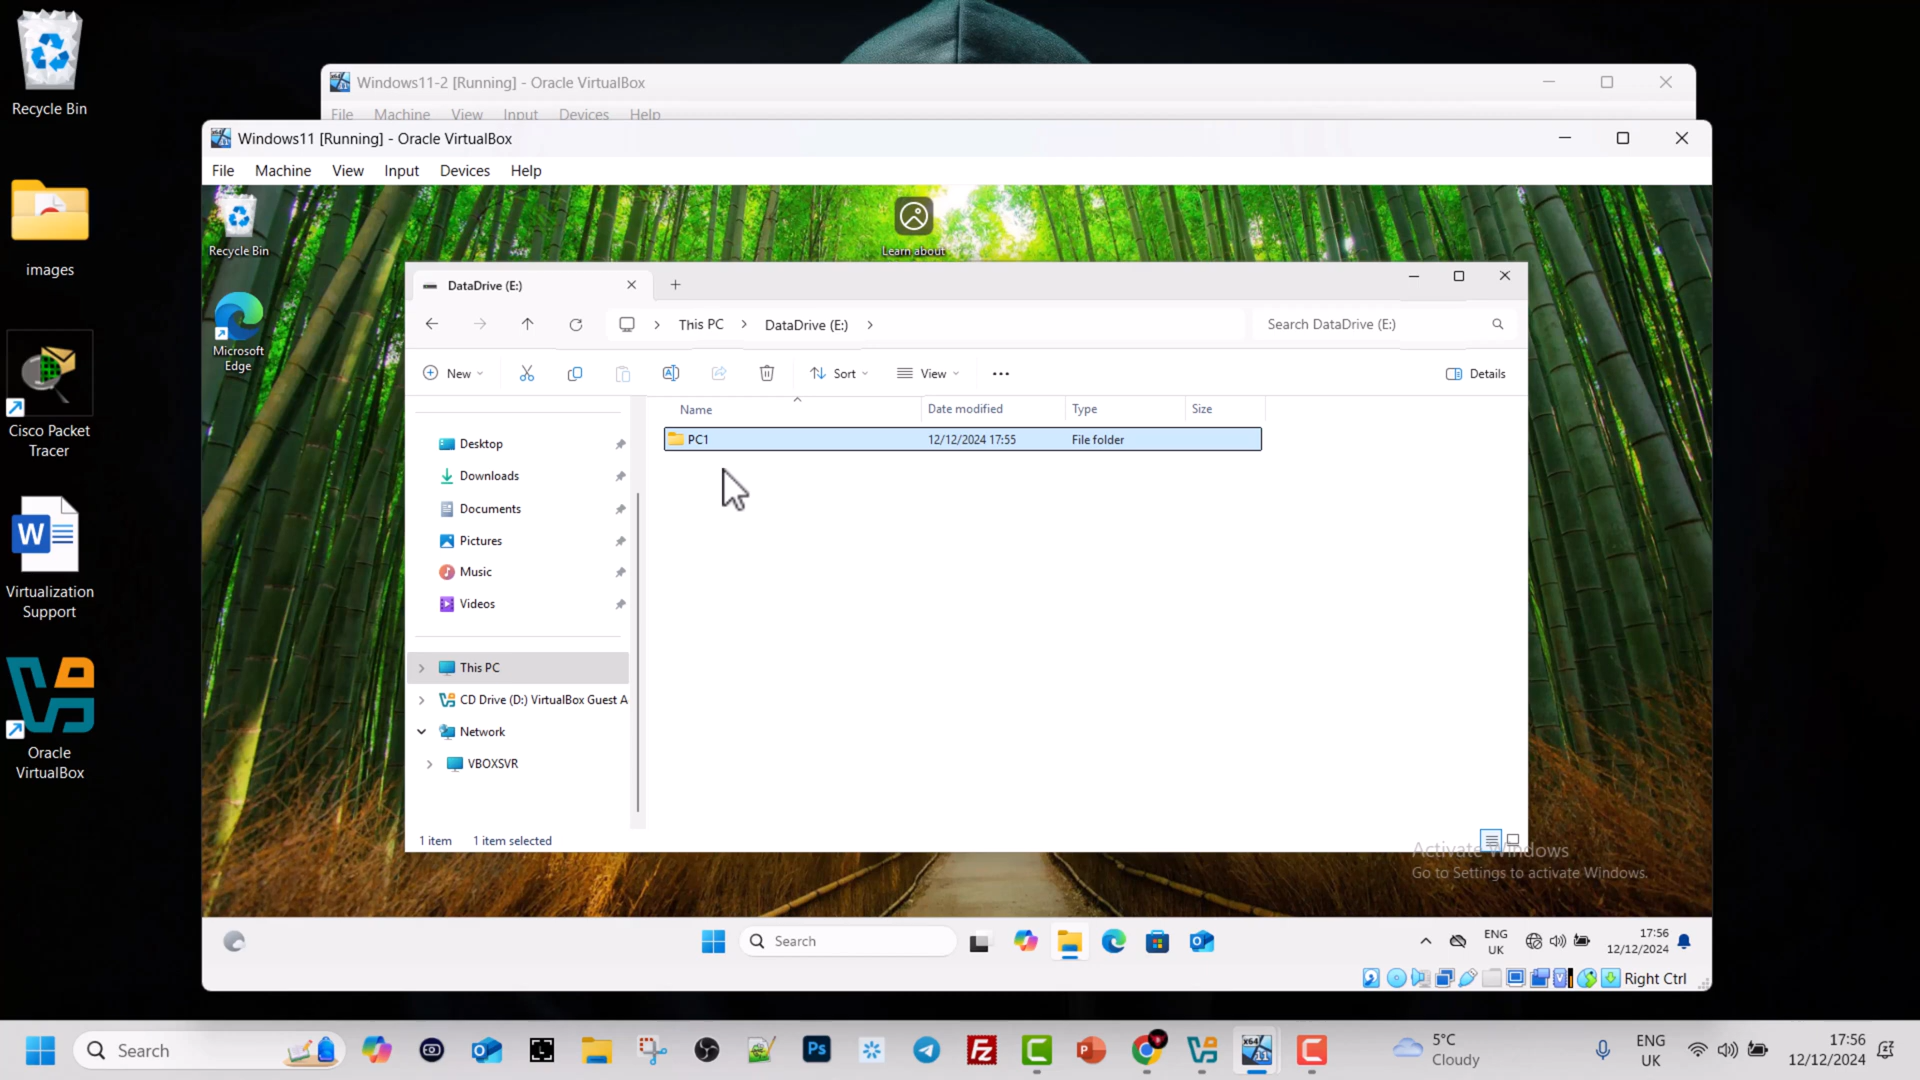 Recycle Bin
images
Cisco Packet
Tracer
Virtualization
Support
Oracle
VirtualBox
Windows11-2 [Running] - Oracle VirtualBox
File Machine View Input Devices Help
Windows11 [Running] - Oracle VirtualBox
File Machine View Input Devices Help
Recycle Bin
Microsoft
Edge
Learn about
DataDrive (E:)
This PC > DataDrive (E:) >
Search DataDrive (E:)
New
Sort
View
Details
Name Date modified Type Size
PC1 12/12/2024 17:55 File folder
Desktop
Downloads
Documents
Pictures
Music
Videos
This PC
CD Drive (D:) VirtualBox Guest A
Network
VBOXSVR
1 item 1 item selected
Activate Windows
Go to Settings to activate Windows.
Search
ENG
UK
17:56
12/12/2024
Right Ctrl
Search
Ps
5°C
Cloudy
ENG
UK
17:56
12/12/2024